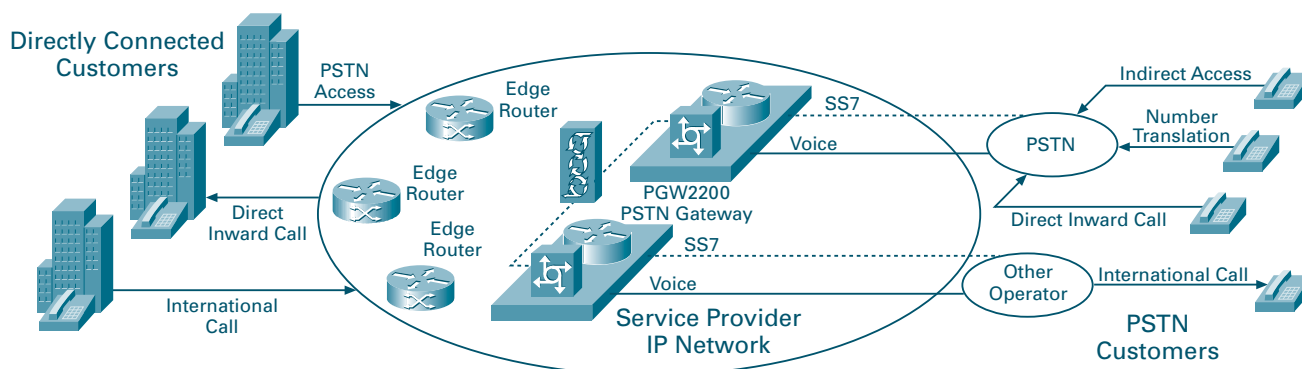 Directly Connected
Customers
PSTN
Access
Edge
Router
SS7
Indirect Access
Number
Translation
Voice
PSTN
Edge
Router
PGW2200
PSTN Gateway
Direct
Inward Call
Direct Inward Call
Edge
Router
SS7
Other
Operator
International Call
Voice
International
Call
Service Provider
IP Network
PSTN
Customers